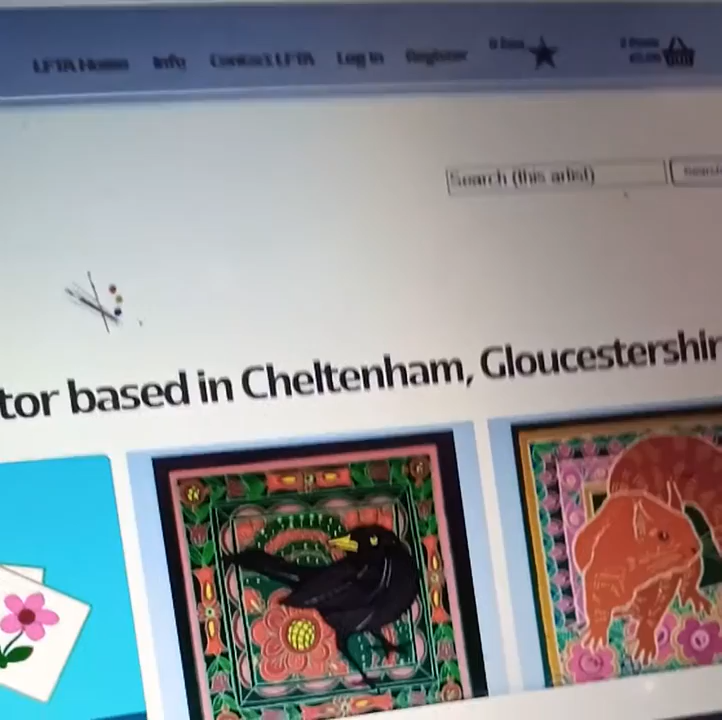 LFTA Home Info Contact LFTA Log In Register
Search (this artist)
tor based in Cheltenham, Gloucestershir